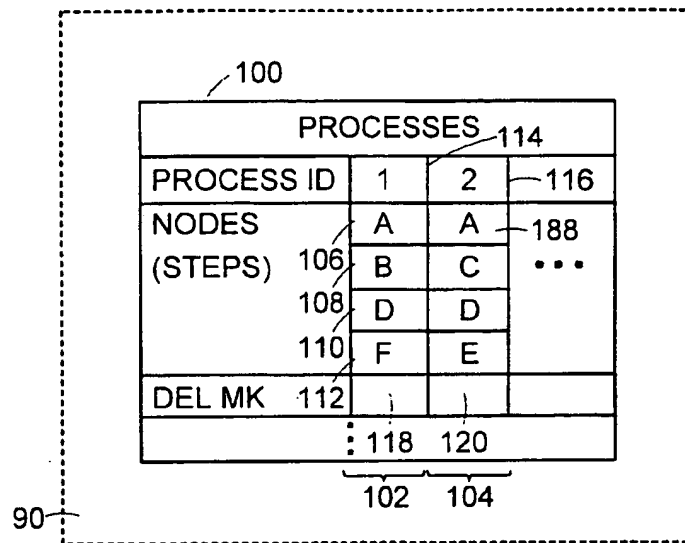 100
PROCESSES
114
PROCESS ID 1 2 116
NODES A A 188
(STEPS) 106 B C ...
108 D D
110 F E
DEL MK 112
118 120
102 104
90